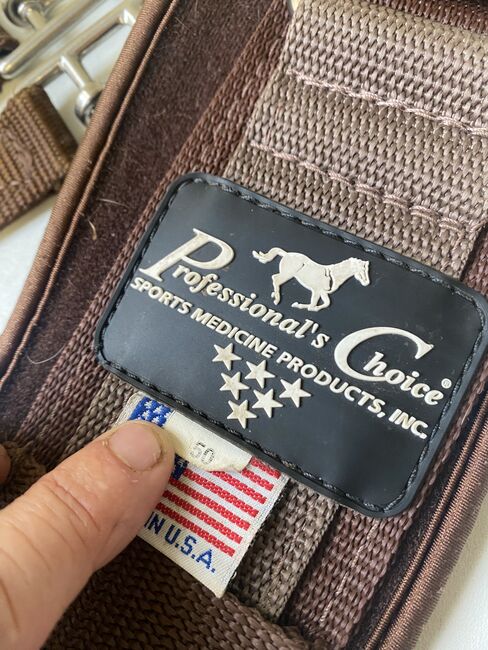 Professional's Choice®
SPORTS MEDICINE PRODUCTS, INC.
50
IN U.S.A.